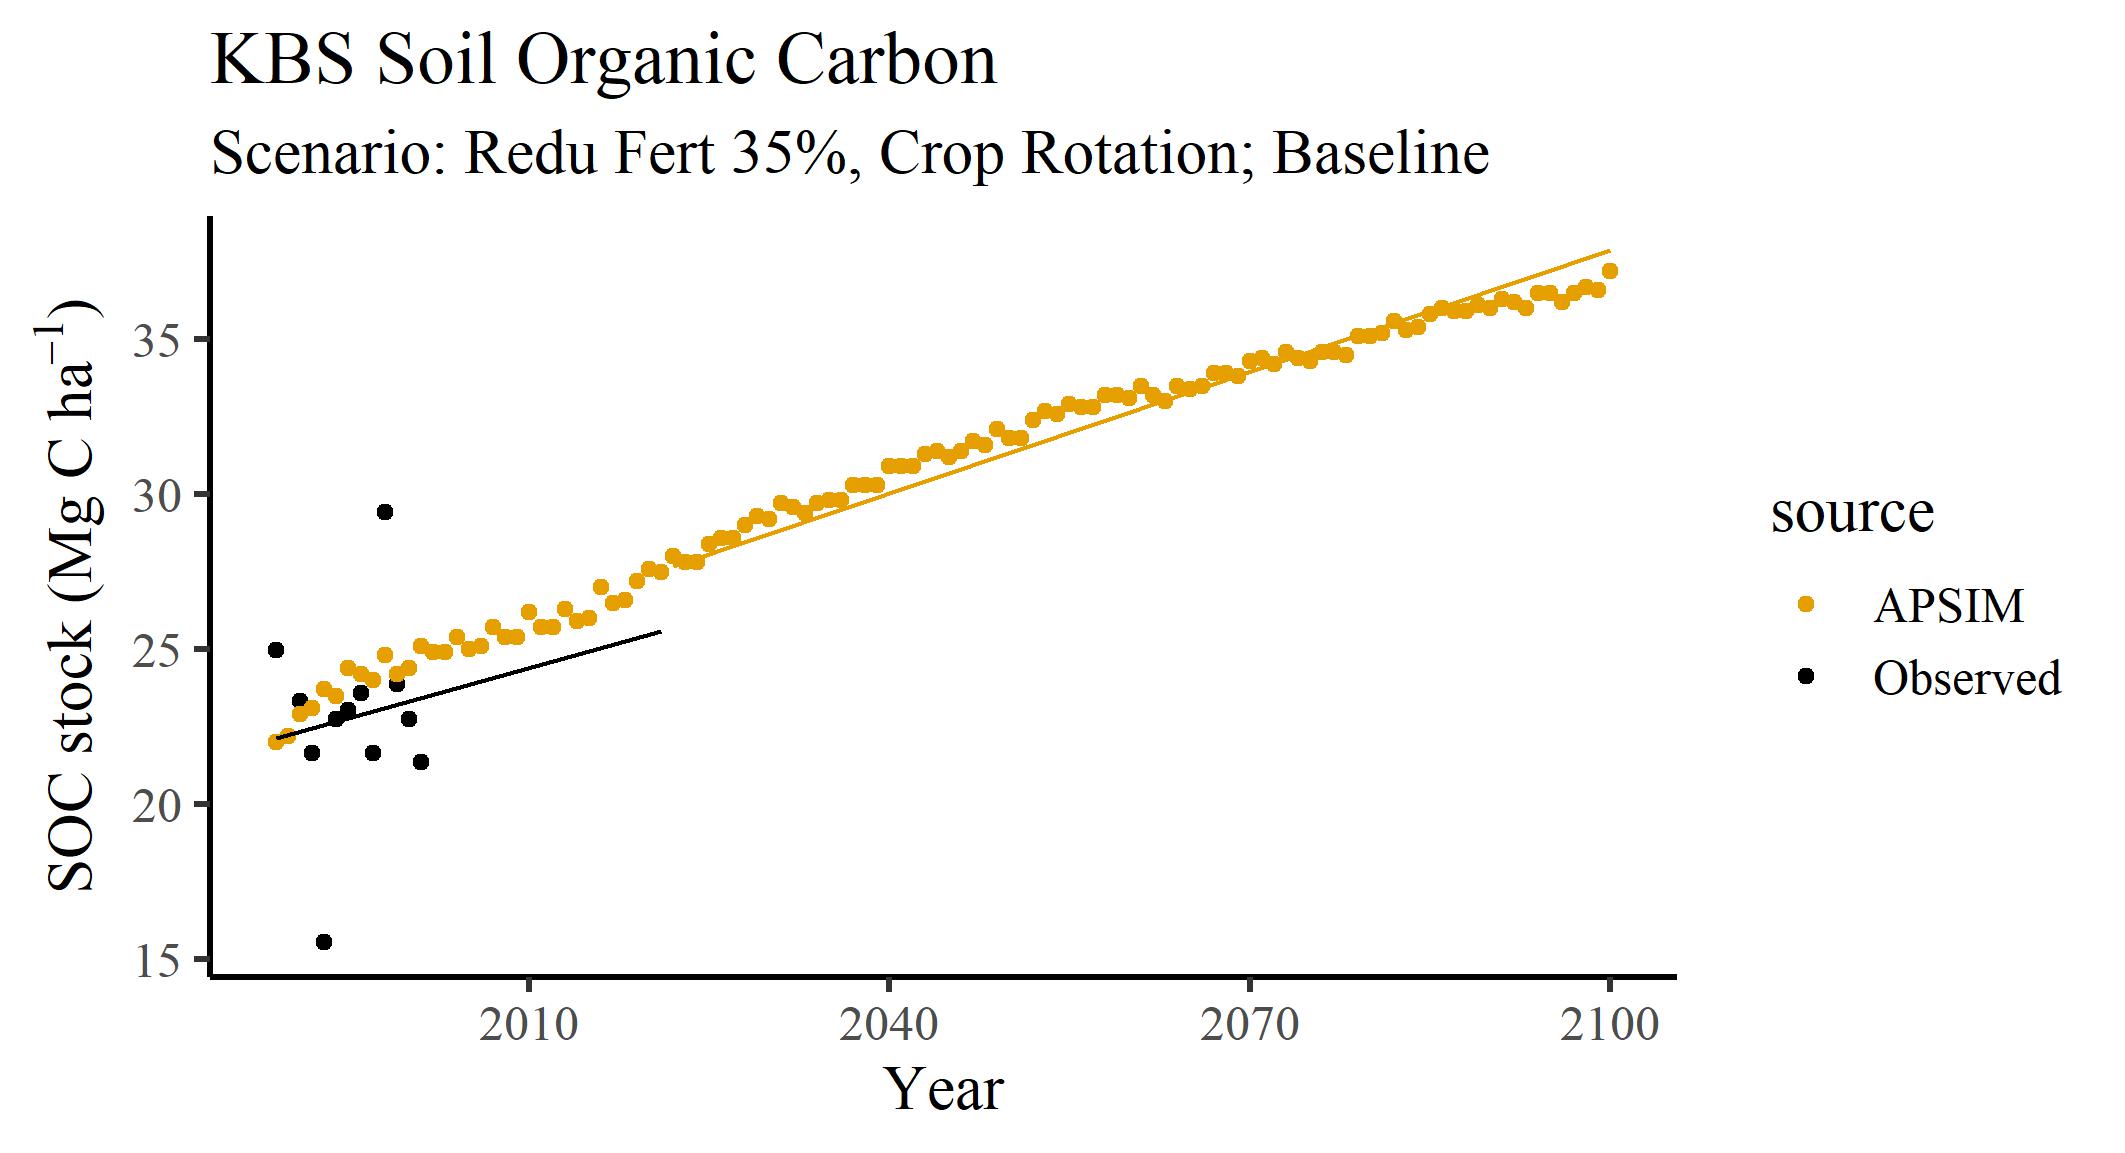 KBS Soil Organic Carbon
Scenario: Redu Fert 35%, Crop Rotation; Baseline
SOC stock (Mg C ha⁻¹)
35
30
25
20
15
2010 2040 2070 2100
Year
source
APSIM
Observed